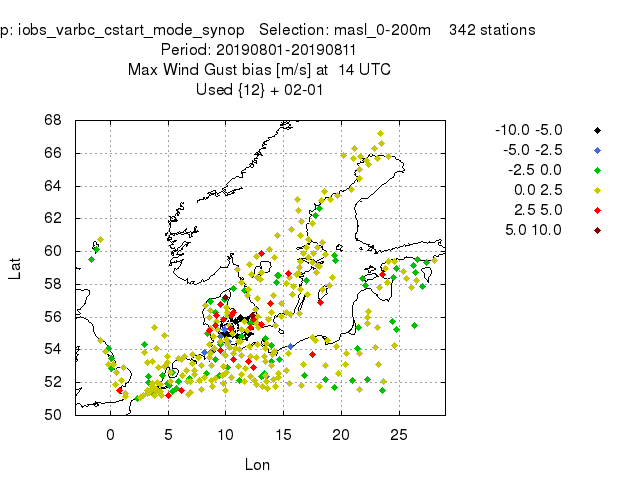 p: iobs_varbc_cstart_mode_synop Selection: masl_0-200m 342 stations
Period: 20190801-20190811
Max Wind Gust bias [m/s] at 14 UTC
Used {12} + 02-01
68
66
64
62
60
58
56
54
52
50
Lat
0 5 10 15 20 25
Lon
-10.0 -5.0
-5.0 -2.5
-2.5 0.0
0.0 2.5
2.5 5.0
5.0 10.0